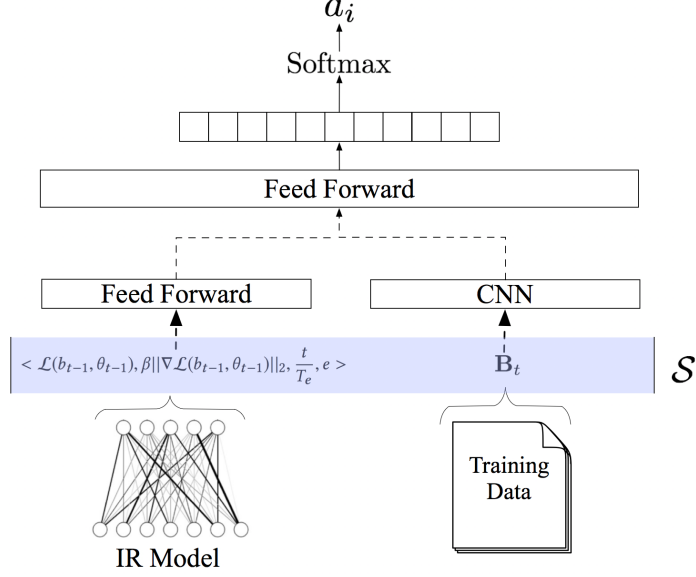 a_i
Softmax
Feed Forward
Feed Forward
CNN
< ℒ(b_{t−1}, θ_{t−1}), β||∇ℒ(b_{t−1}, θ_{t−1})||_2, t/T_e, e >
B_t
𝒮
Training
Data
IR Model